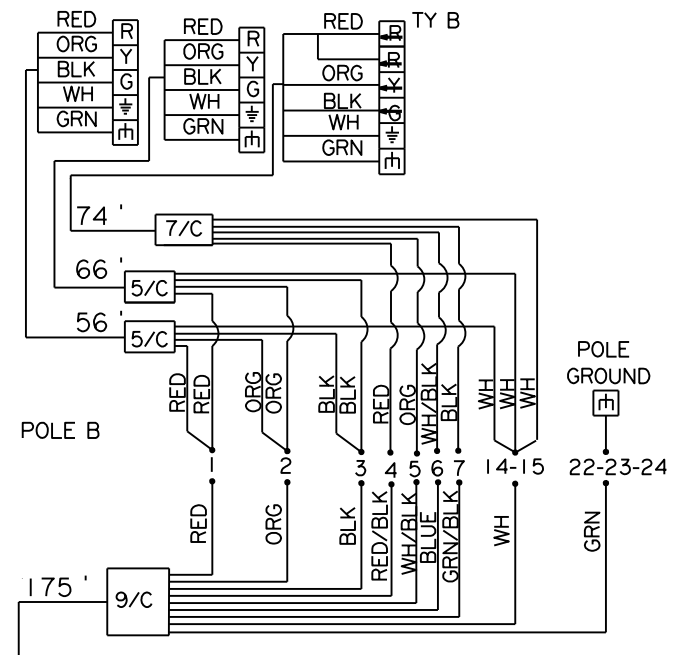 RED R
ORG Y
BLK G
WH
GRN
RED R
ORG Y
BLK G
WH
GRN
TY B
RED R
R
ORG Y
BLK G
WH
GRN
74 ' 7/C
66 ' 5/C
56 ' 5/C
POLE
GROUND
RED RED ORG ORG BLK BLK RED ORG WH/BLK BLK WH WH WH
POLE B
1 2 3 4 5 6 7 14-15 22-23-24
RED ORG BLK RED/BLK WH/BLK BLUE GRN/BLK WH GRN
175 ' 9/C